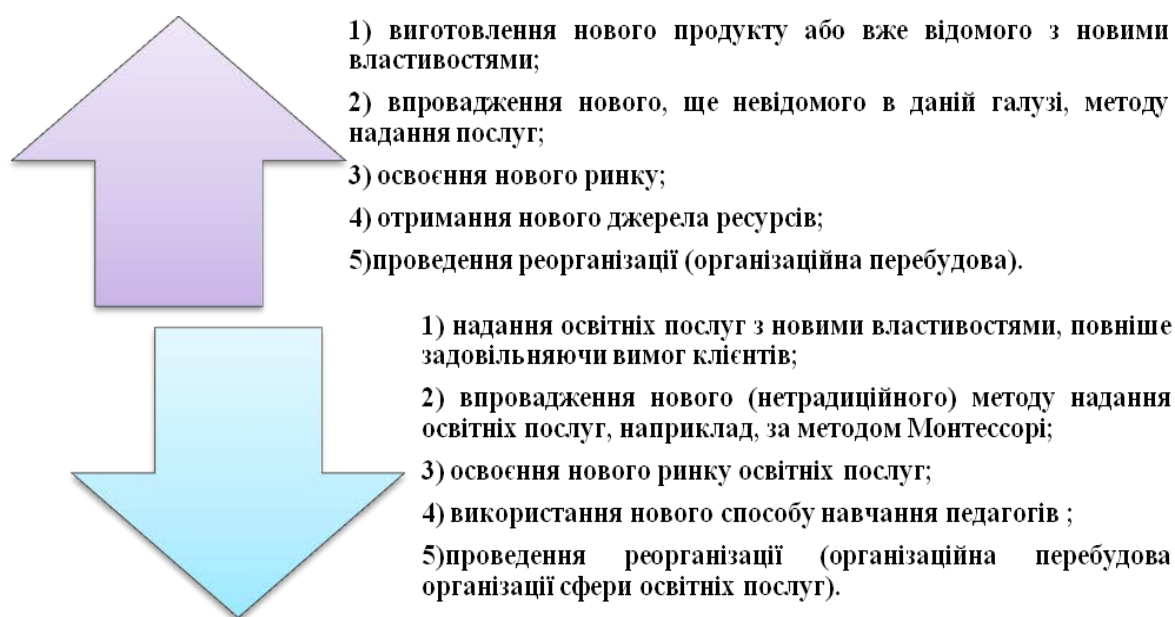 1) виготовлення нового продукту або вже відомого з новими
властивостями;
2) впровадження нового, ще невідомого в даній галузі, методу
надання послуг;
3) освоєння нового ринку;
4) отримання нового джерела ресурсів;
5)проведення реорганізації (організаційна перебудова).
1) надання освітніх послуг з новими властивостями, повніше
задовільняючи вимог клієнтів;
2) впровадження нового (нетрадиційного) методу надання
освітніх послуг, наприклад, за методом Монтессорі;
3) освоєння нового ринку освітніх послуг;
4) використання нового способу навчання педагогів ;
5)проведення реорганізації (організаційна перебудова
організації сфери освітніх послуг).